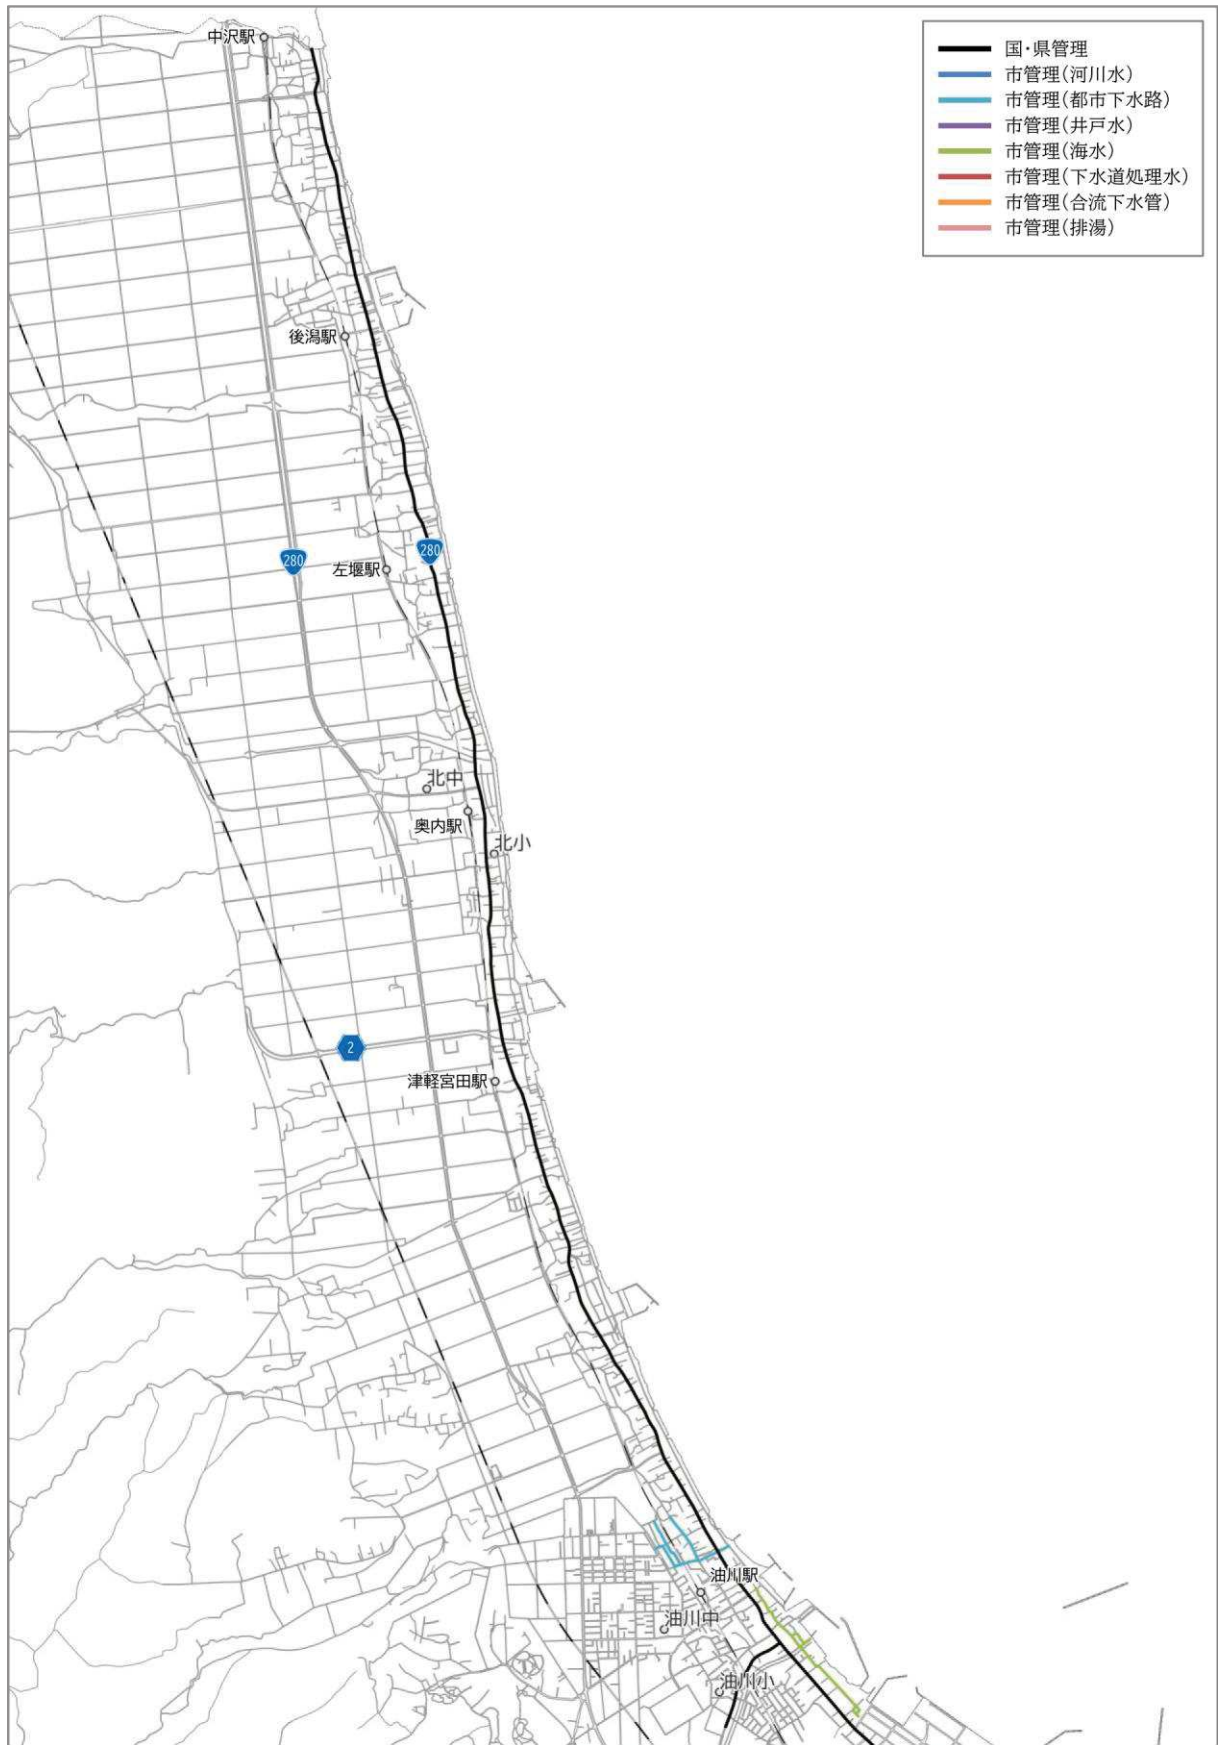 中沢駅
国・県管理
市管理(河川水)
市管理(都市下水路)
市管理(井戸水)
市管理(海水)
市管理(下水道処理水)
市管理(合流下水管)
市管理(排湯)
後潟駅
280
280
左堰駅
北中
奥内駅
北小
2
津軽宮田駅
油川駅
油川中
油川小